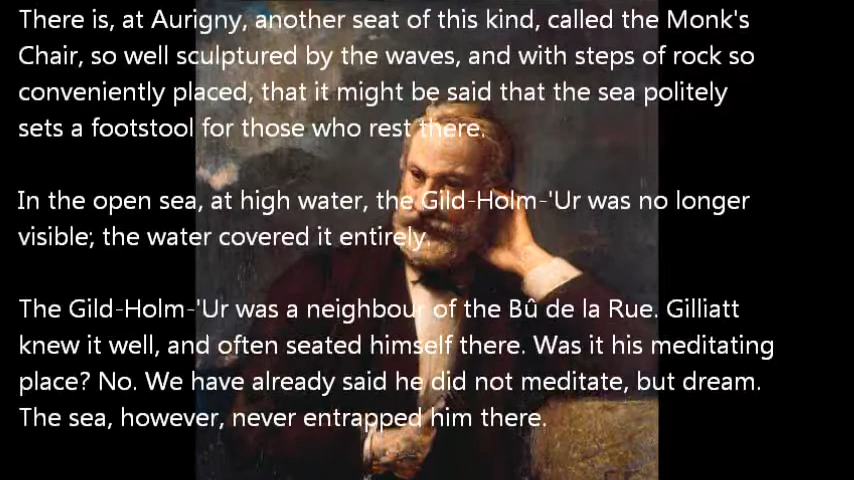 There is, at Aurigny, another seat of this kind, called the Monk's
Chair, so well sculptured by the waves, and with steps of rock so
conveniently placed, that it might be said that the sea politely
sets a footstool for those who rest there.
In the open sea, at high water, the Gild-Holm-'Ur was no longer
visible; the water covered it entirely.
The Gild-Holm-'Ur was a neighbour of the Bû de la Rue. Gilliatt
knew it well, and often seated himself there. Was it his meditating
place? No. We have already said he did not meditate, but dream.
The sea, however, never entrapped him there.